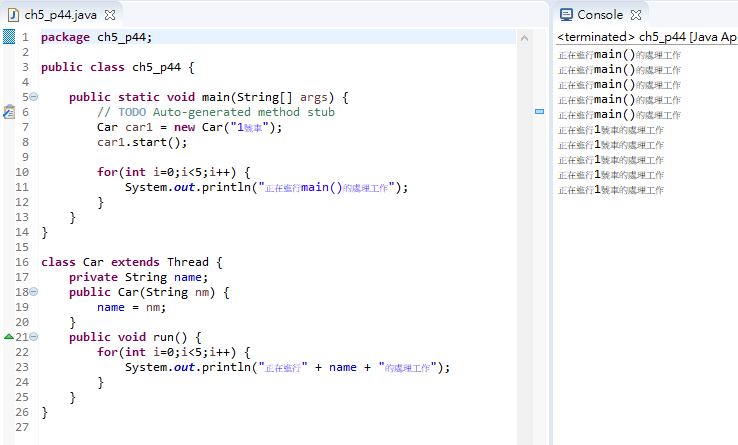 ch5_p44.java
1 package ch5_p44;
2
3 public class ch5_p44 {
4
5 public static void main(String[] args) {
6 // TODO Auto-generated method stub
7 Car car1 = new Car("1號車");
8 car1.start();
9
10 for(int i=0;i<5;i++) {
11 System.out.println("正在進行main()的處理工作");
12 }
13 }
14 }
15
16 class Car extends Thread {
17 private String name;
18 public Car(String nm) {
19 name = nm;
20 }
21 public void run() {
22 for(int i=0;i<5;i++) {
23 System.out.println("正在進行" + name + "的處理工作");
24 }
25 }
26 }
27
Console
<terminated> ch5_p44 [Java Ap
正在進行main()的處理工作
正在進行main()的處理工作
正在進行main()的處理工作
正在進行main()的處理工作
正在進行main()的處理工作
正在進行1號車的處理工作
正在進行1號車的處理工作
正在進行1號車的處理工作
正在進行1號車的處理工作
正在進行1號車的處理工作